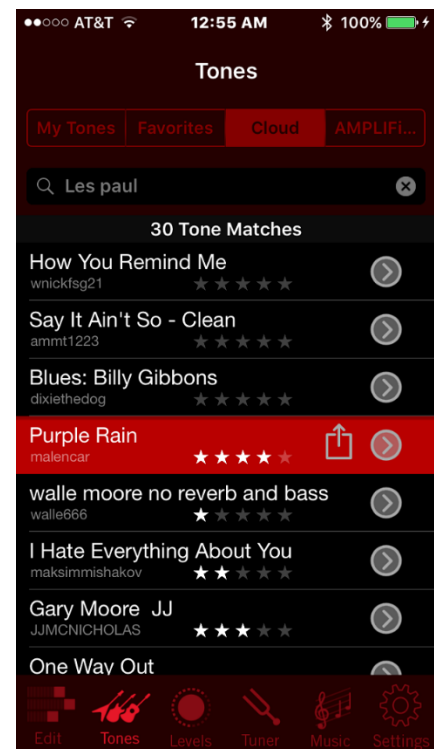 AT&T 12:55 AM 100%
Tones
My Tones Favorites Cloud AMPLIFi...
Les paul
30 Tone Matches
How You Remind Me
wnickfsg21
Say It Ain't So - Clean
ammt1223
Blues: Billy Gibbons
dixiethedog
Purple Rain
malencar
walle moore no reverb and bass
walle666
I Hate Everything About You
maksimmishakov
Gary Moore JJ
JJMCNICHOLAS
One Way Out
Edit Tones Levels Tuner Music Settings